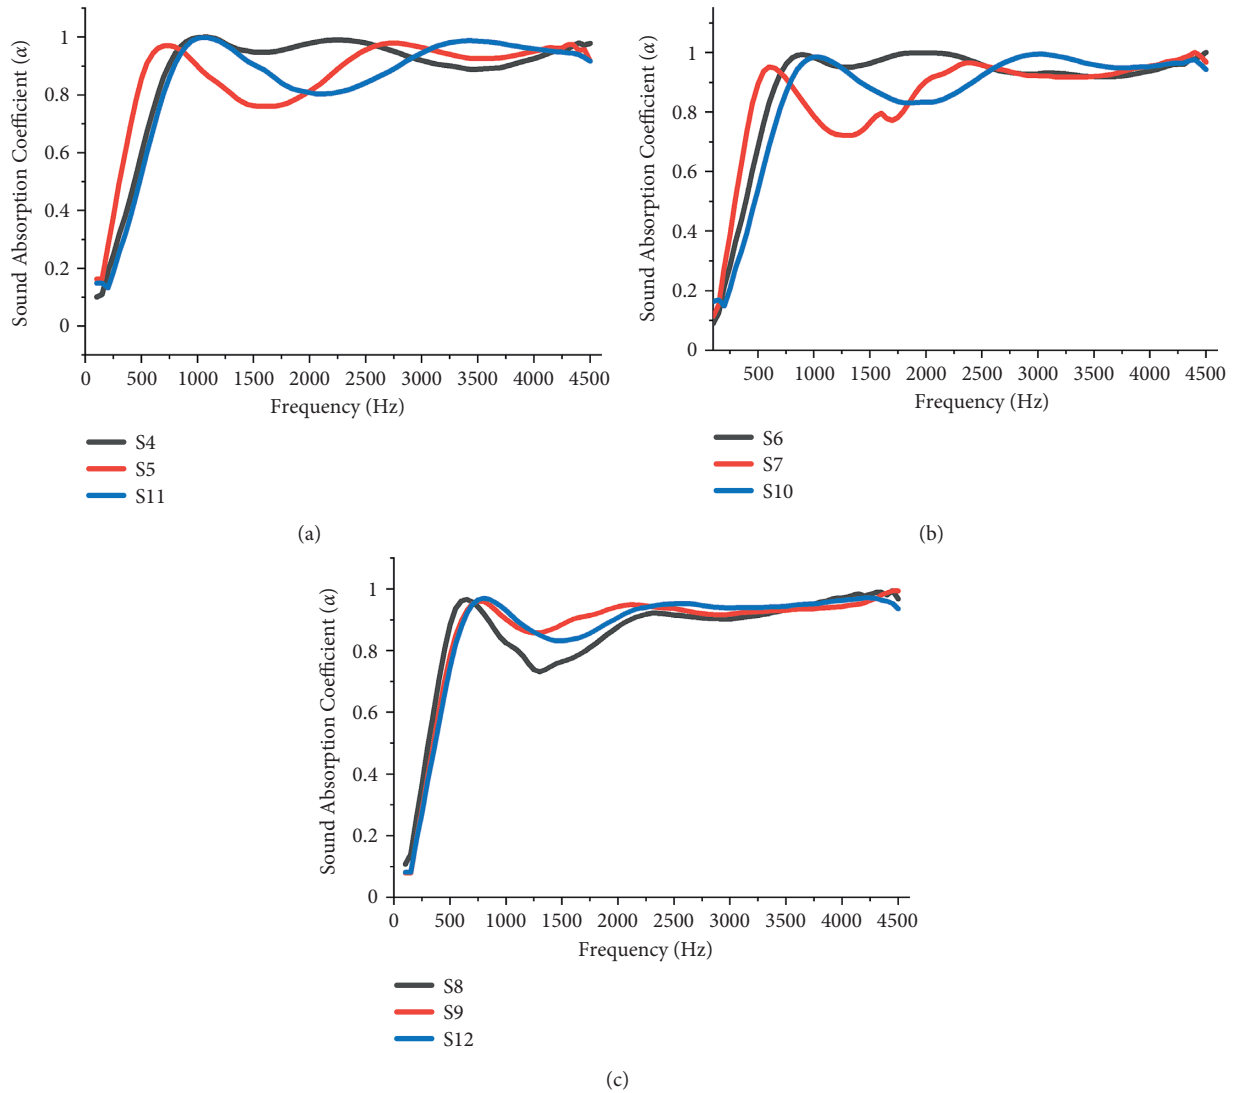 Sound Absorption Coefficient (α)
1
0.8
0.6
0.4
0.2
0
0 500 1000 1500 2000 2500 3000 3500 4000 4500
Frequency (Hz)
S4
S5
S11
(a)
Sound Absorption Coefficient (α)
1
0.8
0.6
0.4
0.2
0
500 1000 1500 2000 2500 3000 3500 4000 4500
Frequency (Hz)
S6
S7
S10
(b)
Sound Absorption Coefficient (α)
1
0.8
0.6
0.4
0.2
0
0 500 1000 1500 2000 2500 3000 3500 4000 4500
Frequency (Hz)
S8
S9
S12
(c)